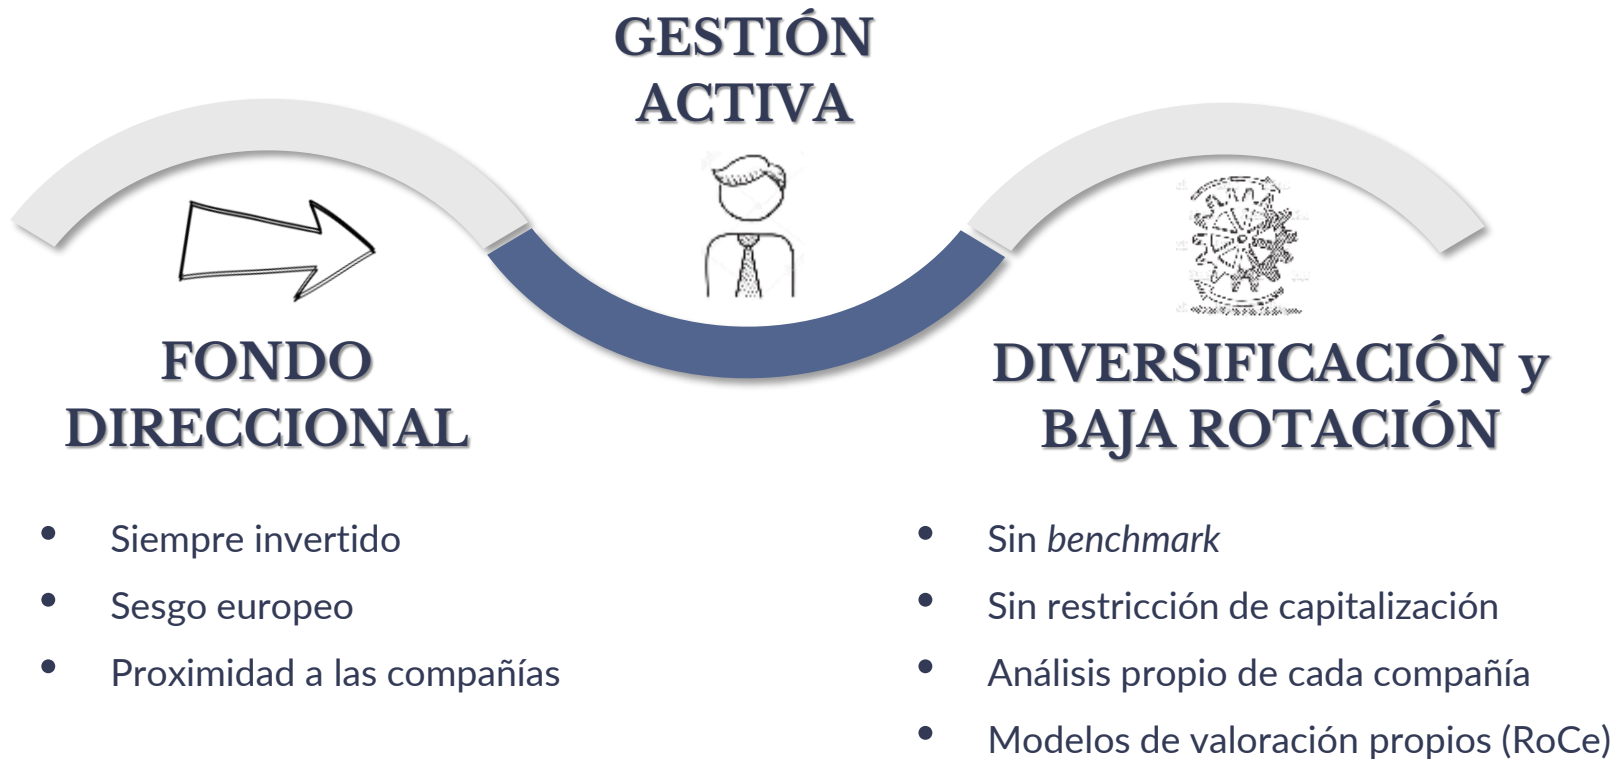 GESTIÓN
ACTIVA
FONDO
DIRECCIONAL
Siempre invertido
Sesgo europeo
Proximidad a las compañías
DIVERSIFICACIÓN y
BAJA ROTACIÓN
Sin benchmark
Sin restricción de capitalización
Análisis propio de cada compañía
Modelos de valoración propios (RoCe)